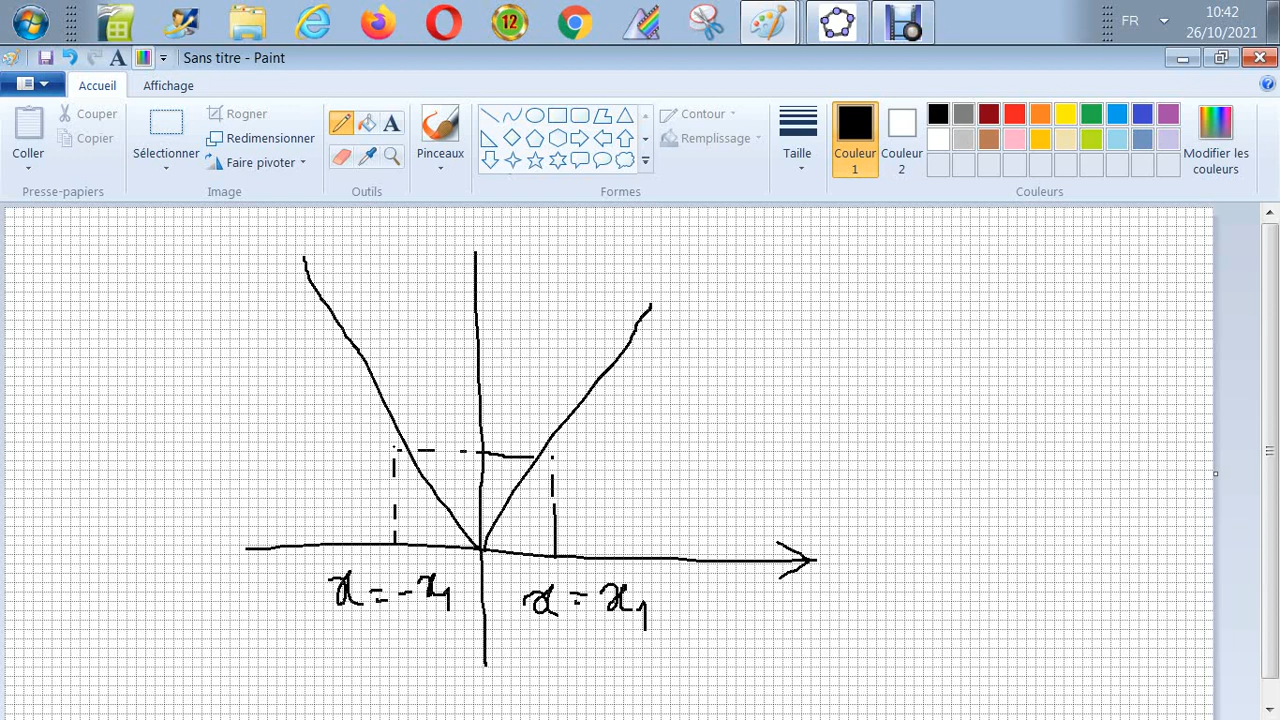 12
FR
10:42
26/10/2021
Sans titre - Paint
Accueil
Affichage
Coller
Couper
Copier
Presse-papiers
Sélectionner
Rogner
Redimensionner
Faire pivoter
Image
A
Outils
Pinceaux
Contour
Remplissage
Formes
Taille
Couleur 1
Couleur 2
Modifier les couleurs
Couleurs
x = -x₁
x = x₁